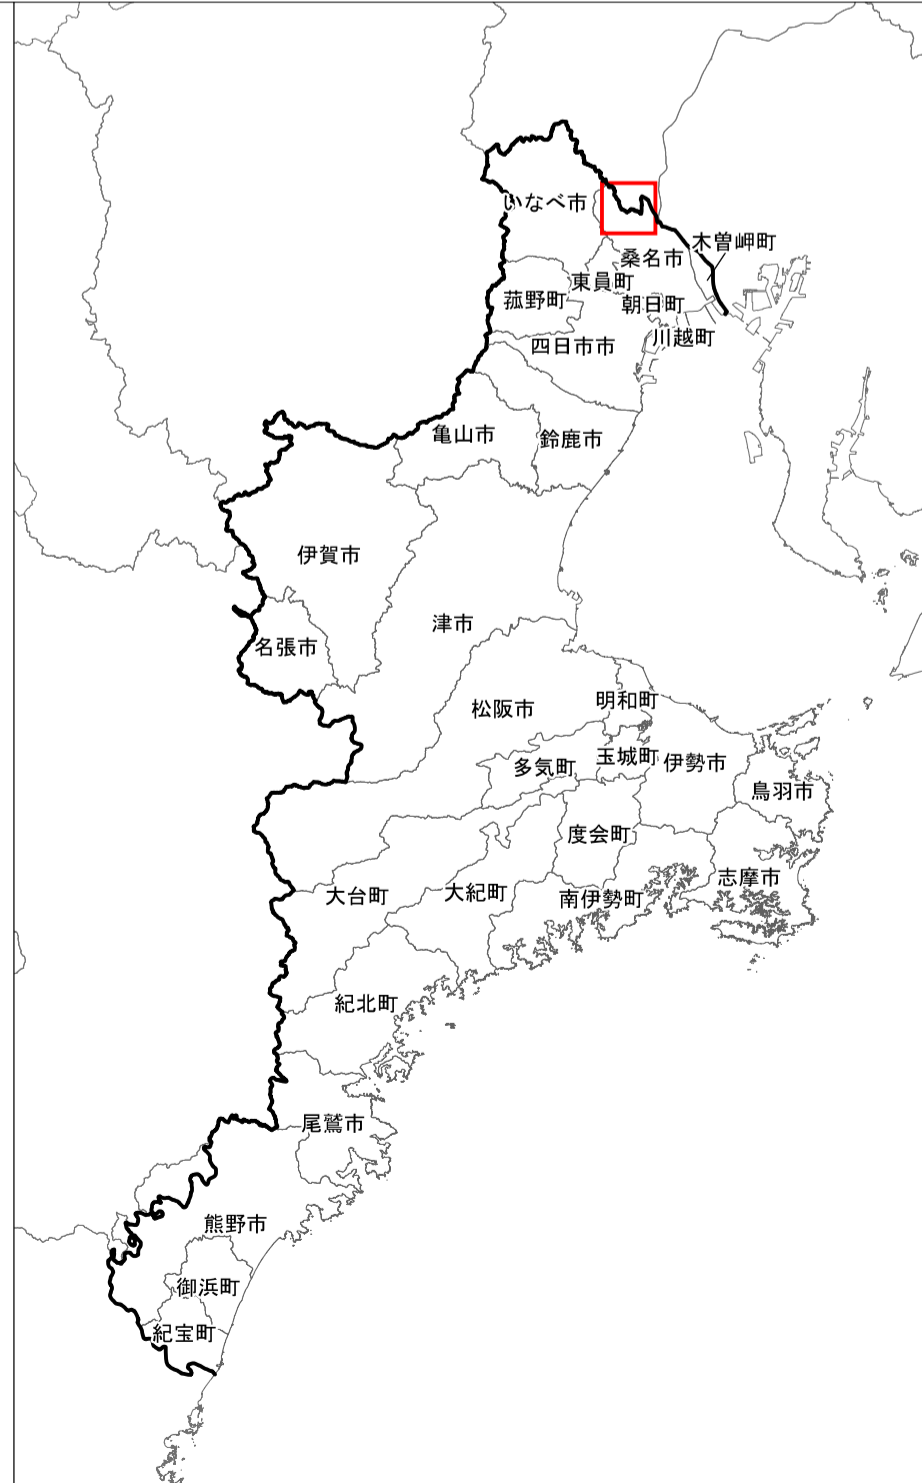 いなべ市
木曽岬町
桑名市
東員町
菰野町
朝日町
川越町
四日市市
亀山市
鈴鹿市
伊賀市
津市
名張市
松阪市
明和町
多気町
玉城町
伊勢市
鳥羽市
度会町
志摩市
大台町
大紀町
南伊勢町
紀北町
尾鷲市
熊野市
御浜町
紀宝町